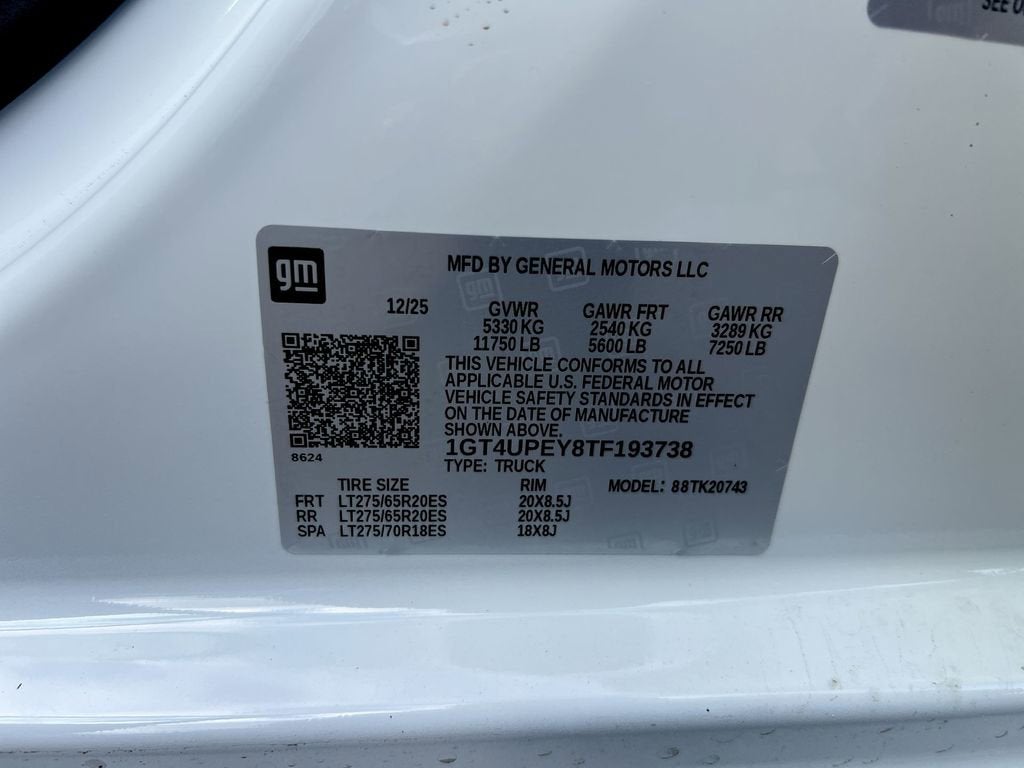 SEE O
gm
MFD BY GENERAL MOTORS LLC
12/25 GVWR GAWR FRT GAWR RR
5330 KG 2540 KG 3289 KG
11750 LB 5600 LB 7250 LB
THIS VEHICLE CONFORMS TO ALL
APPLICABLE U.S. FEDERAL MOTOR
VEHICLE SAFETY STANDARDS IN EFFECT
ON THE DATE OF MANUFACTURE
SHOWN ABOVE.
8624
1GT4UPEY8TF193738
TYPE: TRUCK
TIRE SIZE RIM MODEL: 88TK20743
FRT LT275/65R20ES 20X8.5J
RR LT275/65R20ES 20X8.5J
SPA LT275/70R18ES 18X8J